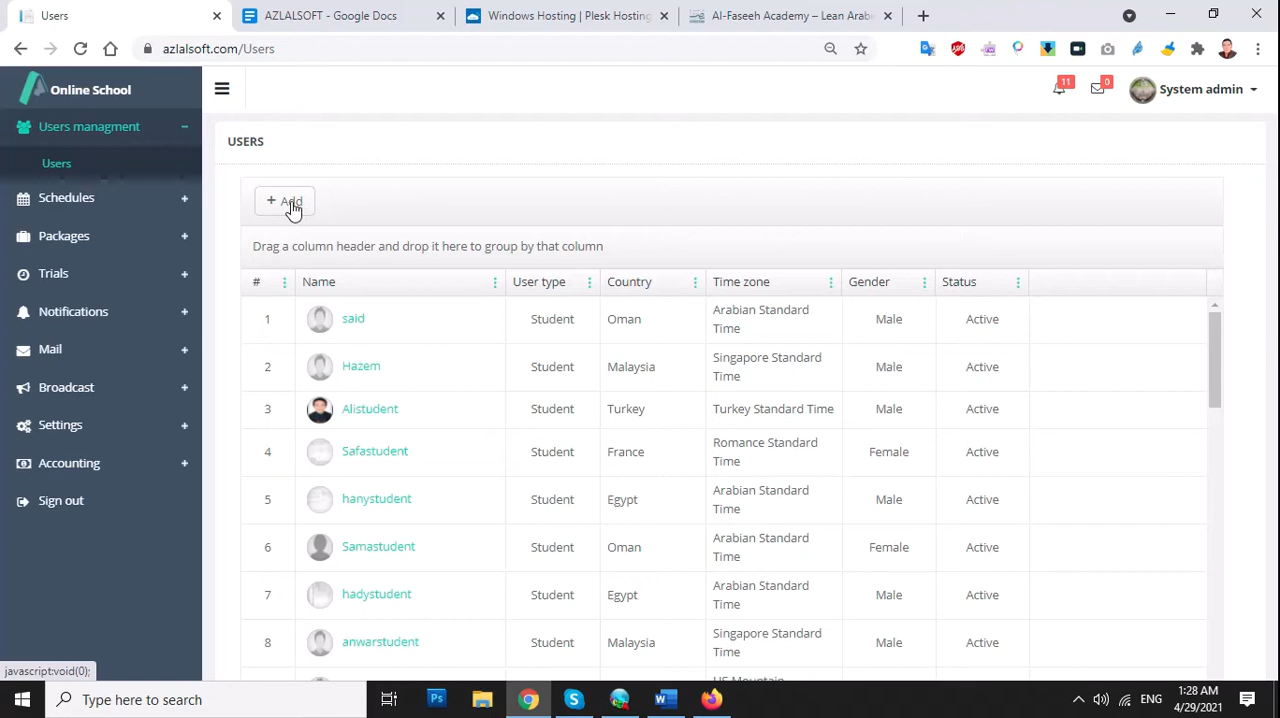 Users
AZLALSOFT - Google Docs
Windows Hosting | Plesk Hosting
Al-Faseeh Academy – Lean Arabi
azlalsoft.com/Users
Online School
11
0
System admin
Users managment
Users
Schedules
Packages
Trials
Notifications
Mail
Broadcast
Settings
Accounting
Sign out
USERS
+ Add
Drag a column header and drop it here to group by that column
# Name User type Country Time zone Gender Status
1 said Student Oman Arabian Standard Time Male Active
2 Hazem Student Malaysia Singapore Standard Time Male Active
3 Alistudent Student Turkey Turkey Standard Time Male Active
4 Safastudent Student France Romance Standard Time Female Active
5 hanystudent Student Egypt Arabian Standard Time Male Active
6 Samastudent Student Oman Arabian Standard Time Female Active
7 hadystudent Student Egypt Arabian Standard Time Male Active
8 anwarstudent Student Malaysia Singapore Standard Time Male Active
US Mountain
javascript:void(0);
Type here to search
Ps
ENG
1:28 AM
4/29/2021